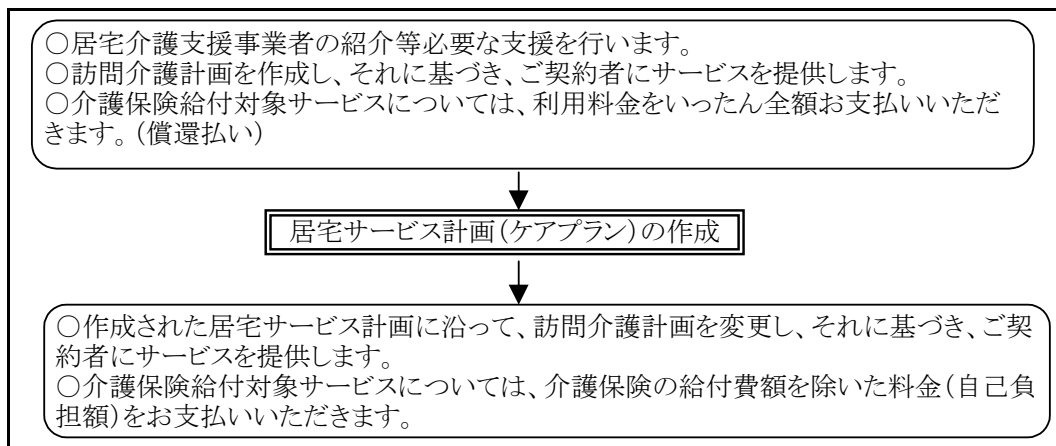 ○居宅介護支援事業者の紹介等必要な支援を行います。
○訪問介護計画を作成し、それに基づき、ご契約者にサービスを提供します。
○介護保険給付対象サービスについては、利用料金をいったん全額お支払いいただ
きます。（償還払い）
居宅サービス計画（ケアプラン）の作成
○作成された居宅サービス計画に沿って、訪問介護計画を変更し、それに基づき、ご契
約者にサービスを提供します。
○介護保険給付対象サービスについては、介護保険の給付費額を除いた料金（自己負
担額）をお支払いいただきます。